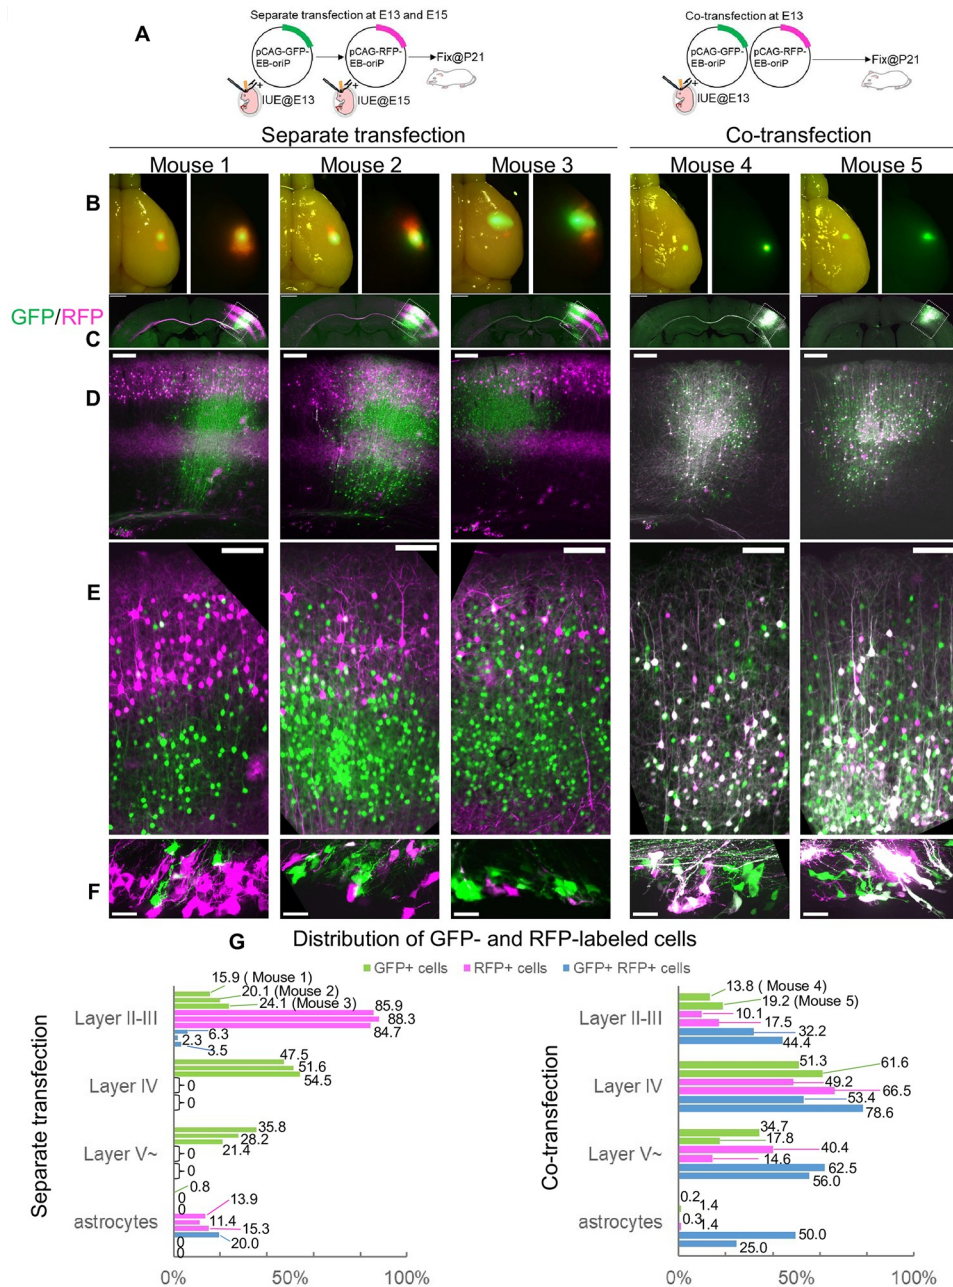 A
Separate transfection at E13 and E15
Co-transfection at E13
pCAG-GFP-
EB-oriP
pCAG-RFP-
EB-oriP
Fix@P21
IUE@E13
IUE@E15
pCAG-GFP-
EB-oriP
pCAG-RFP-
EB-oriP
Fix@P21
IUE@E13
Separate transfection
Co-transfection
Mouse 1
Mouse 2
Mouse 3
Mouse 4
Mouse 5
B
GFP/RFP
C
D
E
F
G
Distribution of GFP- and RFP-labeled cells
GFP+ cells
RFP+ cells
GFP+ RFP+ cells
Separate transfection
Layer II-III
15.9 (Mouse 1)
20.1 (Mouse 2)
24.1 (Mouse 3)
85.9
88.3
84.7
6.3
2.3
3.5
Layer IV
47.5
51.6
54.5
0
0
Layer V~
35.8
28.2
21.4
0
0
astrocytes
0.8
0
0
13.9
11.4
15.3
20.0
0
0
0%
50%
100%
Co-transfection
Layer II-III
13.8 ( Mouse 4)
19.2 (Mouse 5)
10.1
17.5
32.2
44.4
Layer IV
51.3
61.6
49.2
66.5
53.4
78.6
Layer V~
34.7
17.8
40.4
14.6
62.5
56.0
astrocytes
0.2
1.4
0.3
1.4
50.0
25.0
0%
50%
100%